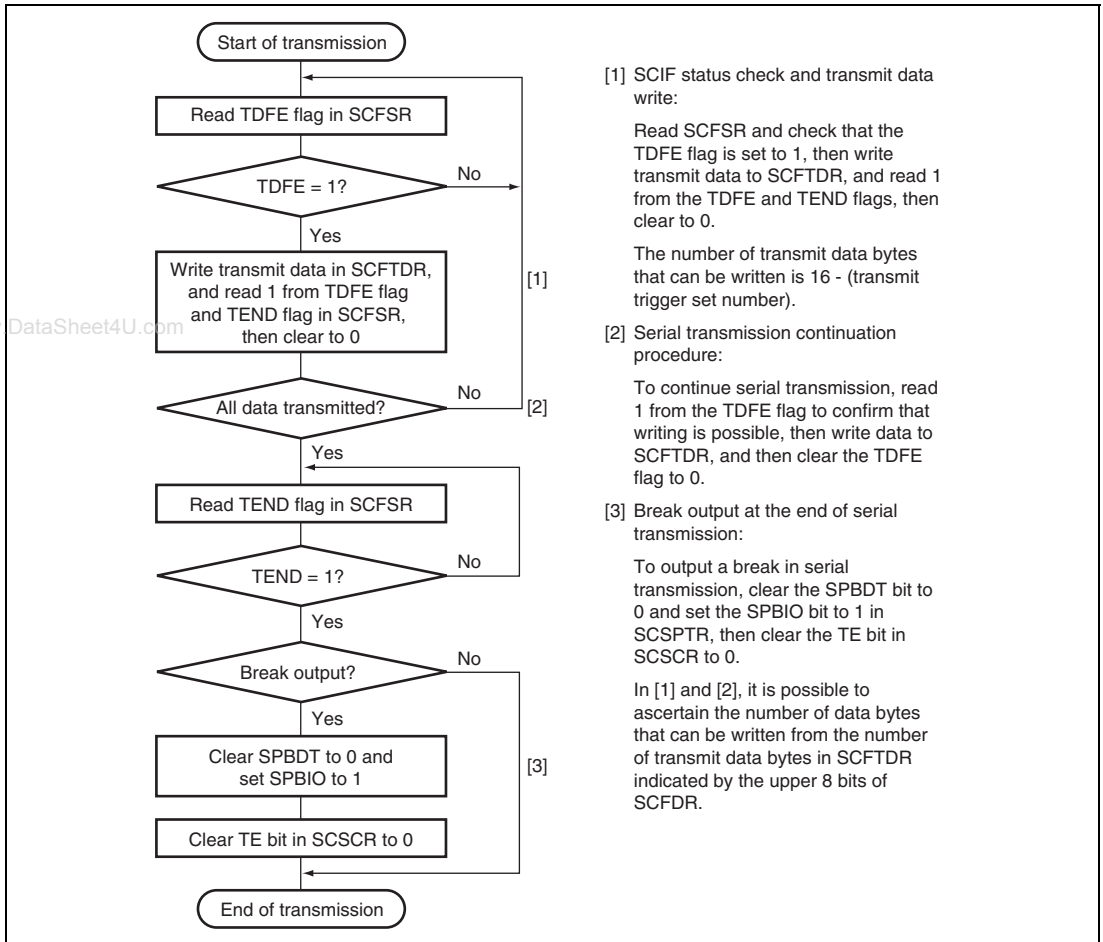 Start of transmission
Read TDFE flag in SCFSR
TDFE = 1?
No
Yes
Write transmit data in SCFTDR,
and read 1 from TDFE flag
and TEND flag in SCFSR,
then clear to 0
[1]
All data transmitted?
No
[2]
Yes
Read TEND flag in SCFSR
TEND = 1?
No
Yes
Break output?
No
Yes
Clear SPBDT to 0 and
set SPBIO to 1
[3]
Clear TE bit in SCSCR to 0
End of transmission
[1] SCIF status check and transmit data
write:
Read SCFSR and check that the
TDFE flag is set to 1, then write
transmit data to SCFTDR, and read 1
from the TDFE and TEND flags, then
clear to 0.
The number of transmit data bytes
that can be written is 16 - (transmit
trigger set number).
[2] Serial transmission continuation
procedure:
To continue serial transmission, read
1 from the TDFE flag to confirm that
writing is possible, then write data to
SCFTDR, and then clear the TDFE
flag to 0.
[3] Break output at the end of serial
transmission:
To output a break in serial
transmission, clear the SPBDT bit to
0 and set the SPBIO bit to 1 in
SCSPTR, then clear the TE bit in
SCSCR to 0.
In [1] and [2], it is possible to
ascertain the number of data bytes
that can be written from the number
of transmit data bytes in SCFTDR
indicated by the upper 8 bits of
SCFDR.
.DataSheet4U.com